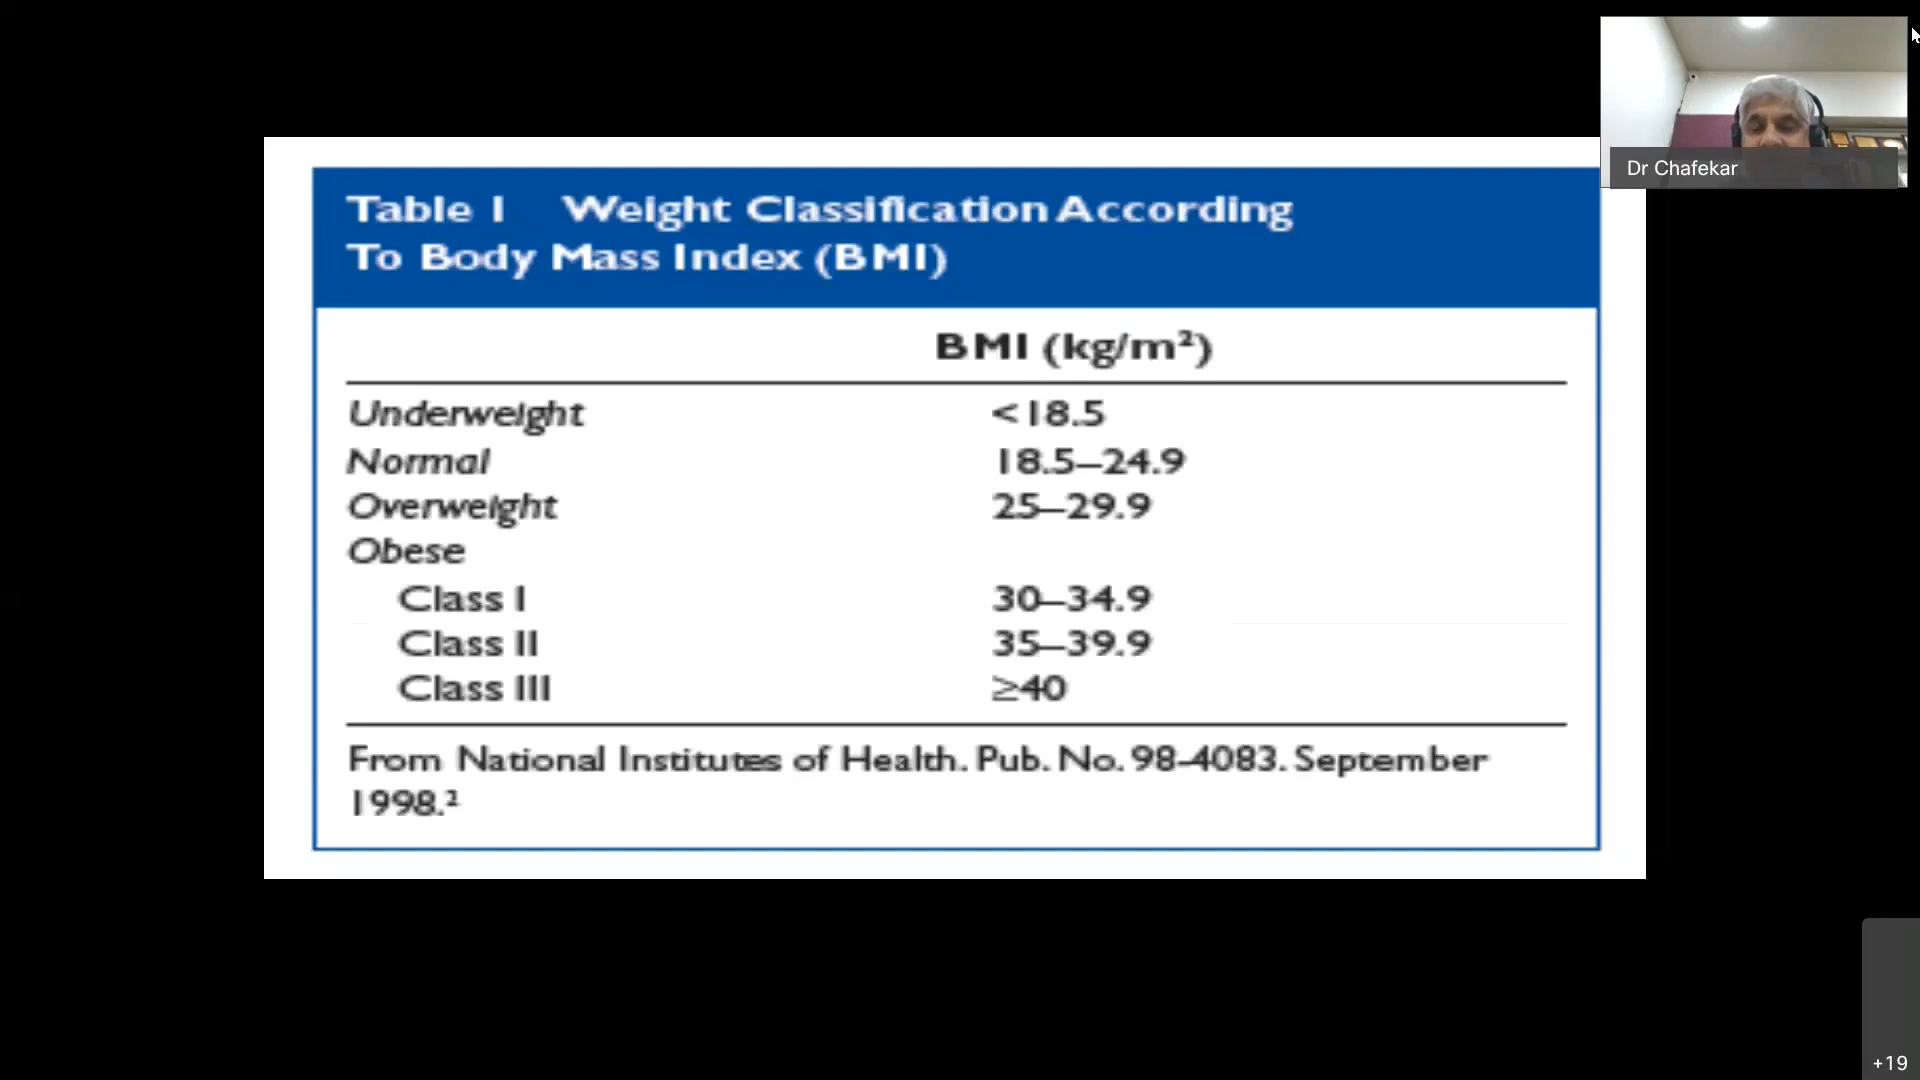 Table 1 Weight Classification According
To Body Mass Index (BMI)
BMI (kg/m²)
Underweight <18.5
Normal 18.5–24.9
Overweight 25–29.9
Obese
Class I 30–34.9
Class II 35–39.9
Class III ≥40
From National Institutes of Health. Pub. No. 98-4083. September
1998.²
Dr Chafekar
+19